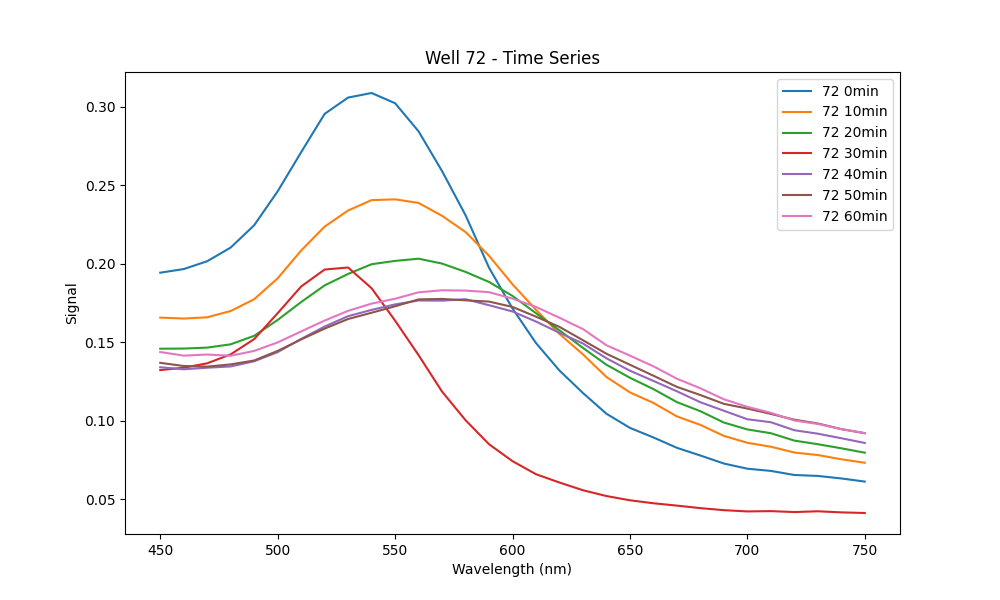 Well 72 - Time Series
Signal
0.30
0.25
0.20
0.15
0.10
0.05
450 500 550 600 650 700 750
Wavelength (nm)
72 0min
72 10min
72 20min
72 30min
72 40min
72 50min
72 60min